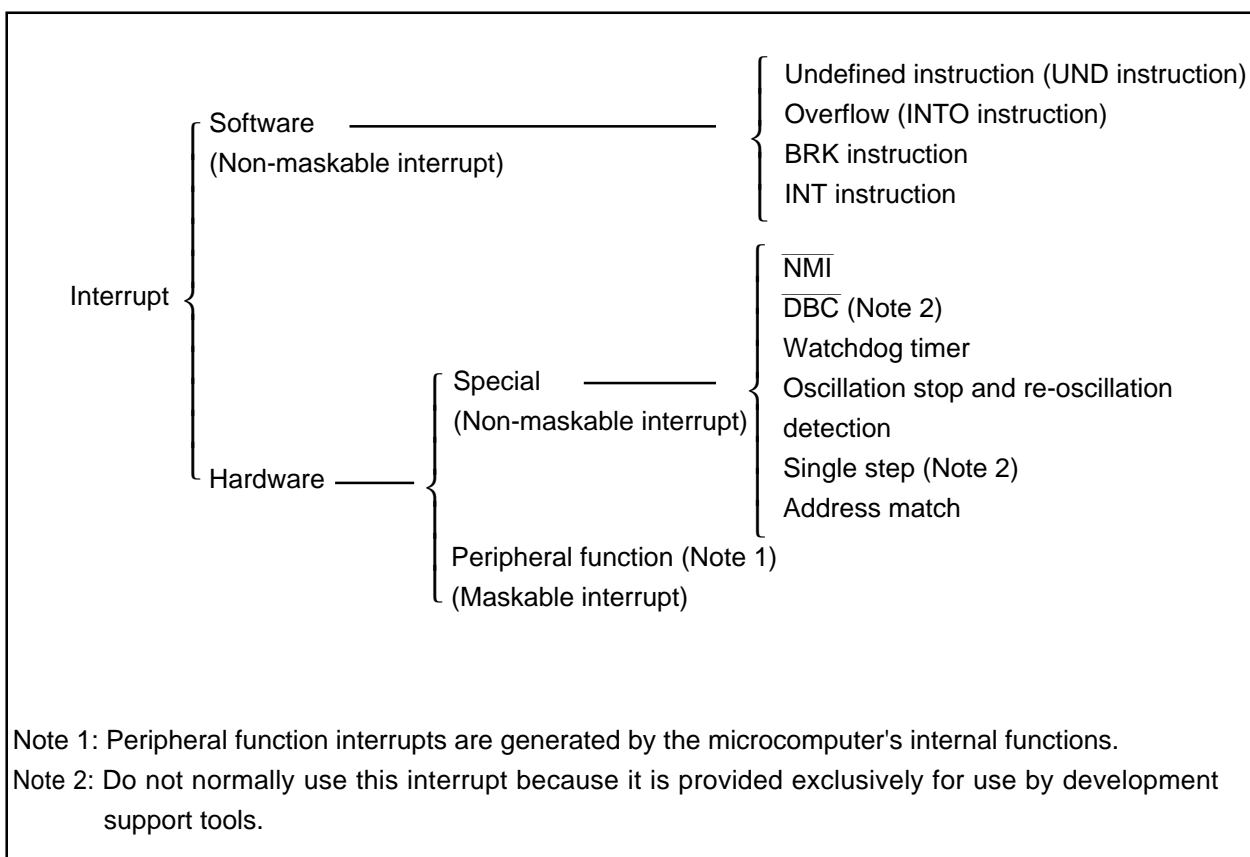 Undefined instruction (UND instruction)
Overflow (INTO instruction)
BRK instruction
INT instruction
Software
(Non-maskable interrupt)
Interrupt
NMI
DBC (Note 2)
Watchdog timer
Oscillation stop and re-oscillation
detection
Single step (Note 2)
Address match
Special
(Non-maskable interrupt)
Hardware
Peripheral function (Note 1)
(Maskable interrupt)
Note 1: Peripheral function interrupts are generated by the microcomputer's internal functions.
Note 2: Do not normally use this interrupt because it is provided exclusively for use by development
support tools.